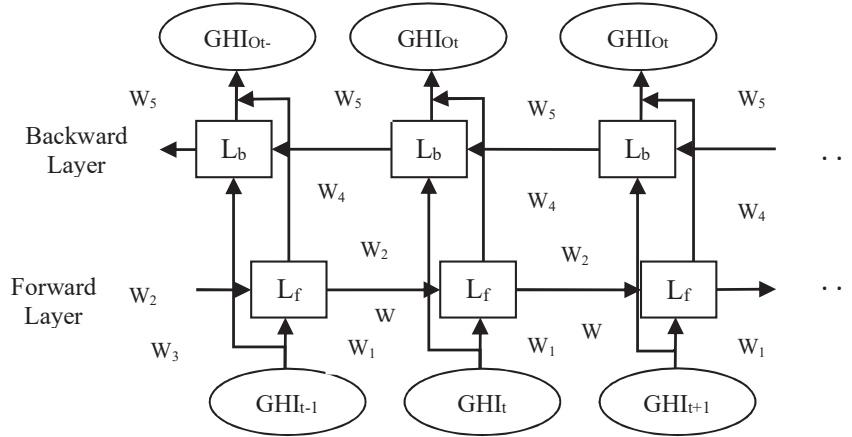 GHIOt- GHIOt GHIOt
W5 W5 W5 W5
Backward
Layer
Lb Lb Lb
. .
W4 W4 W4
W2 W2
Forward
Layer
W2
Lf Lf Lf
. .
W W
W3 W1 W1 W1
GHIt-1 GHIt GHIt+1